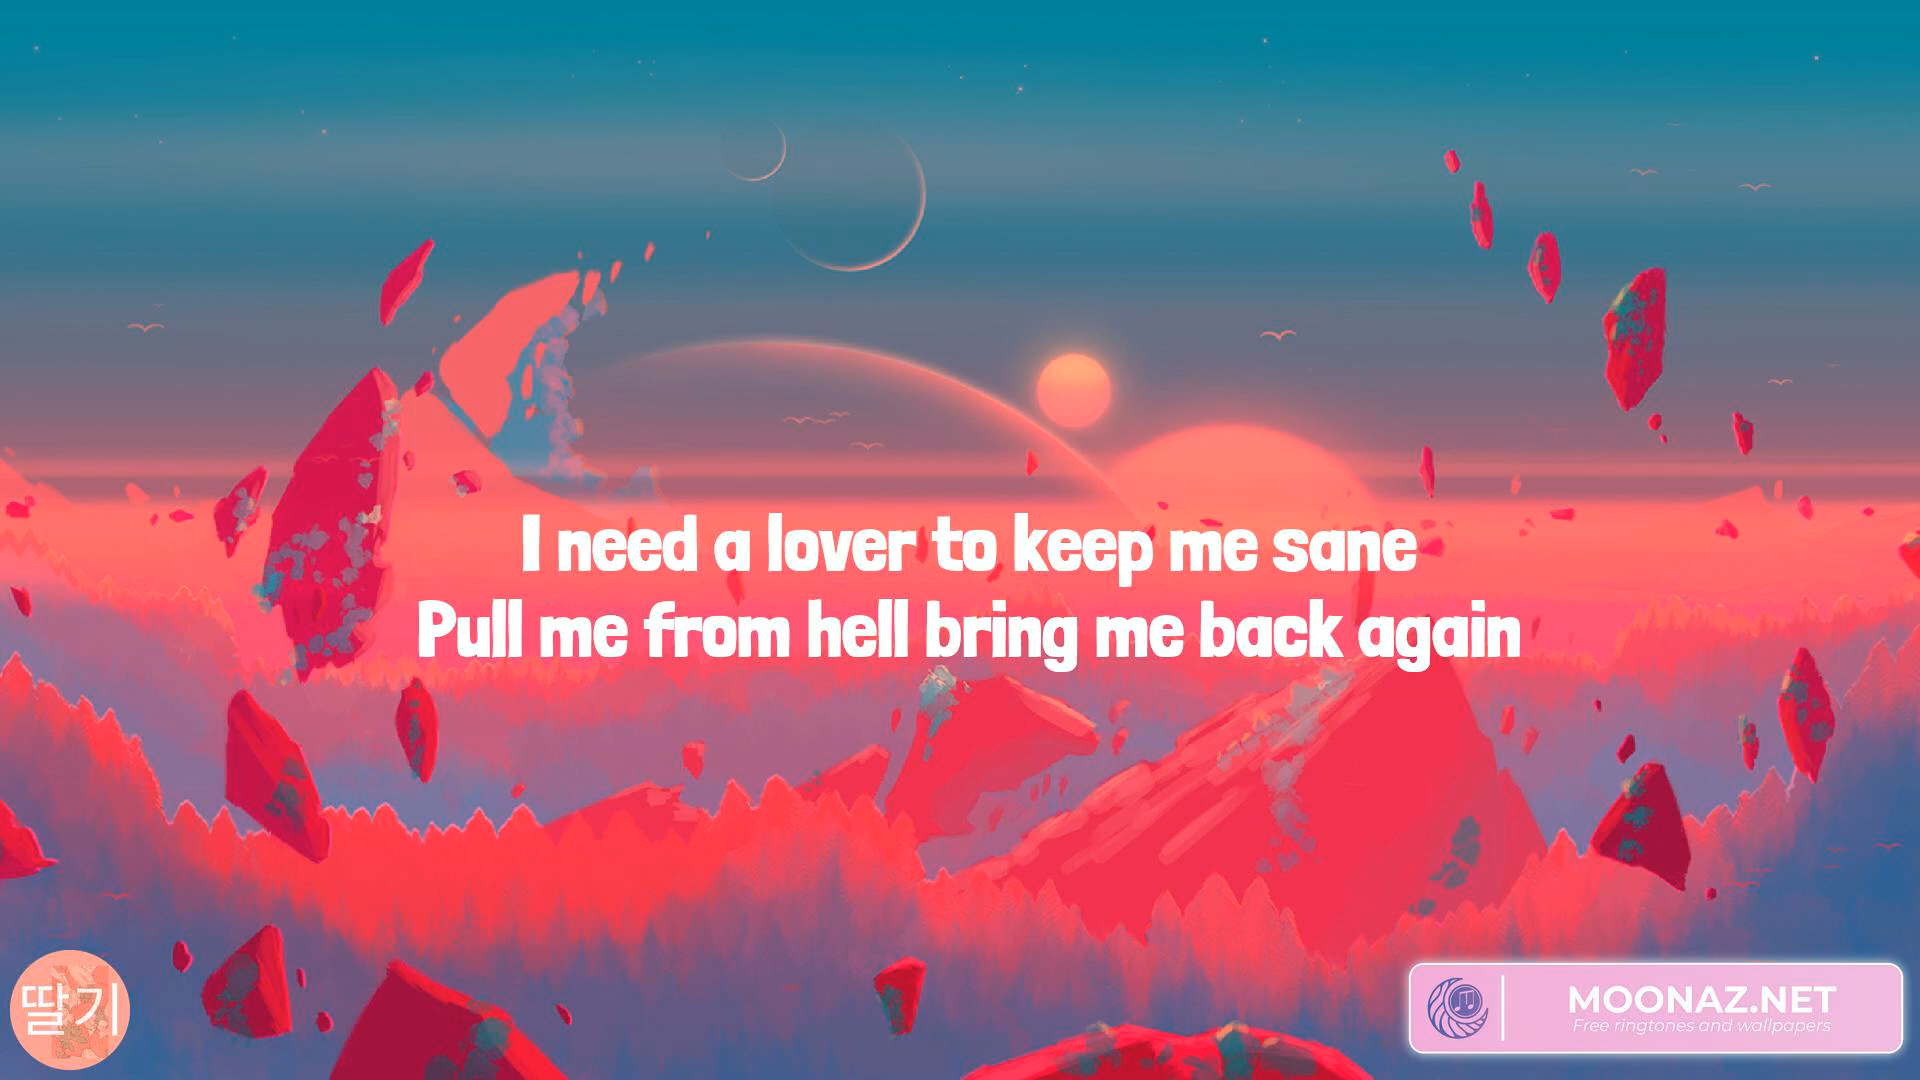 I need a lover to keep me sane
Pull me from hell bring me back again
딸기
MOONAZ.NET
Free ringtones and wallpapers